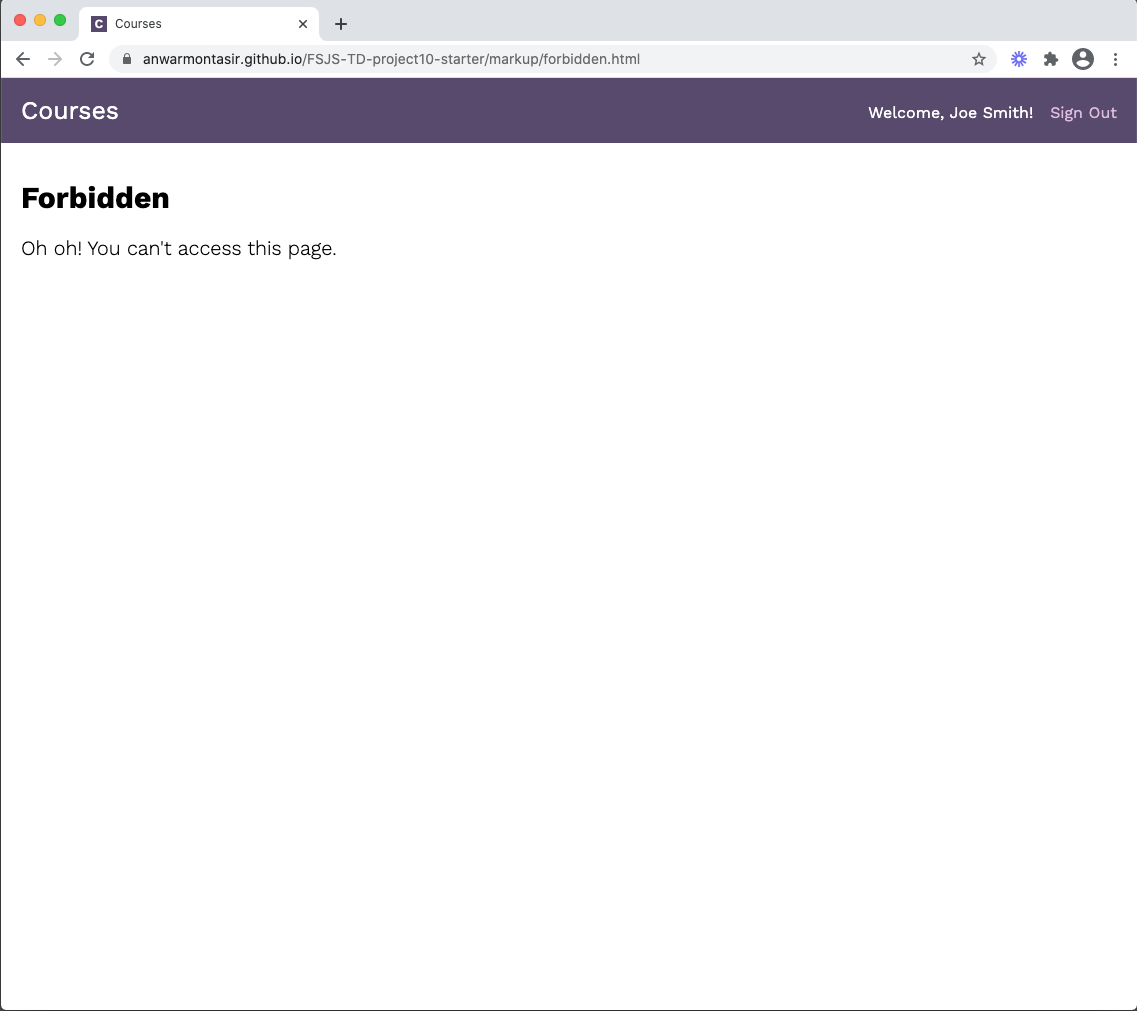 C Courses
anwarmontasir.github.io/FSJS-TD-project10-starter/markup/forbidden.html
Courses
Welcome, Joe Smith! Sign Out
Forbidden
Oh oh! You can't access this page.